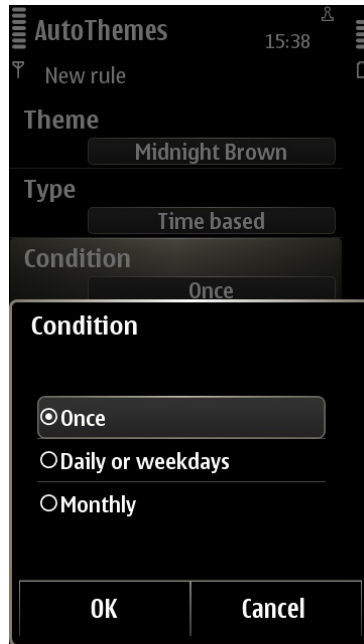 AutoThemes
15:38
New rule
Theme
Midnight Brown
Type
Time based
Condition
Once
Condition
Once
Daily or weekdays
Monthly
OK
Cancel